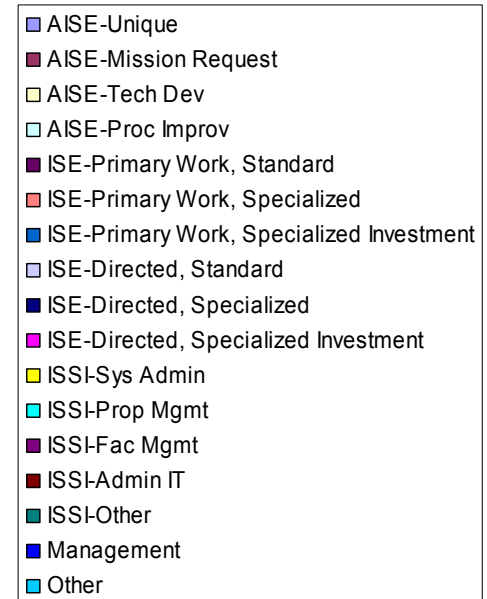 AISE-Unique
AISE-Mission Request
AISE-Tech Dev
AISE-Proc Improv
ISE-Primary Work, Standard
ISE-Primary Work, Specialized
ISE-Primary Work, Specialized Investment
ISE-Directed, Standard
ISE-Directed, Specialized
ISE-Directed, Specialized Investment
ISSI-Sys Admin
ISSI-Prop Mgmt
ISSI-Fac Mgmt
ISSI-Admin IT
ISSI-Other
Management
Other